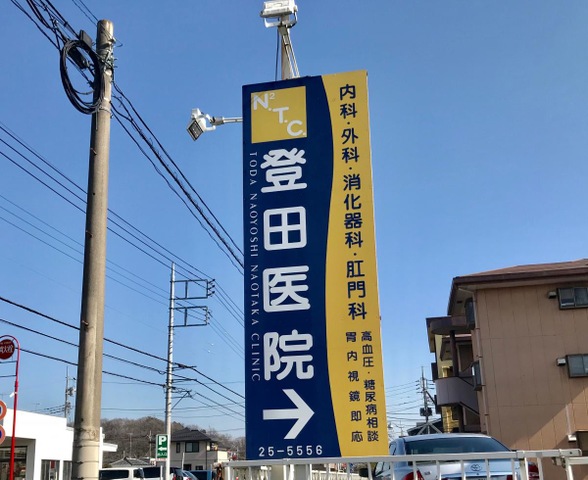 N²
.T.C.
登田医院
TODA NAOYOSHI NAOTAKA CLINIC
内科・外科・消化器科・肛門科
高血圧・糖尿病相談
胃内視鏡即応
25-5556
P